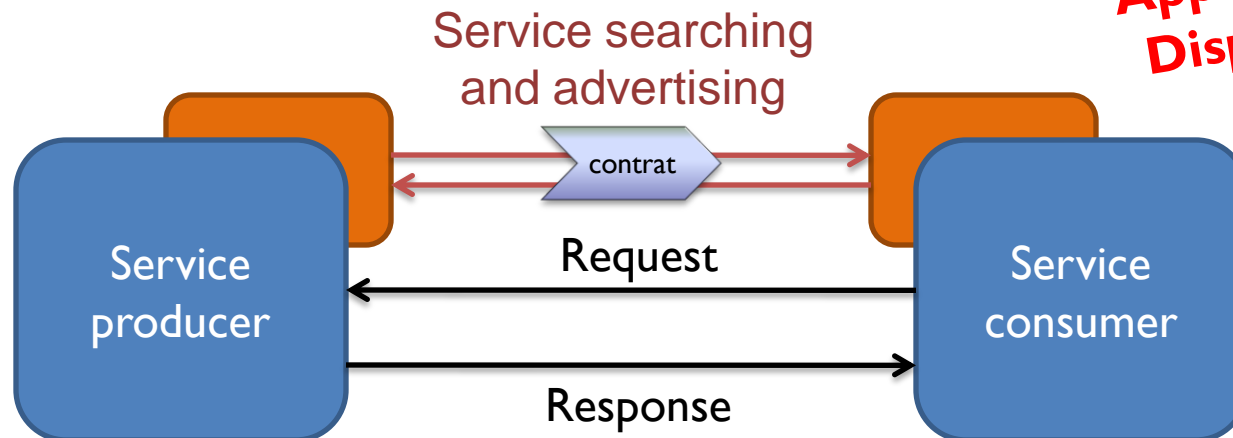 Service searching
and advertising
contrat
Request
Service
producer
Service
consumer
Response